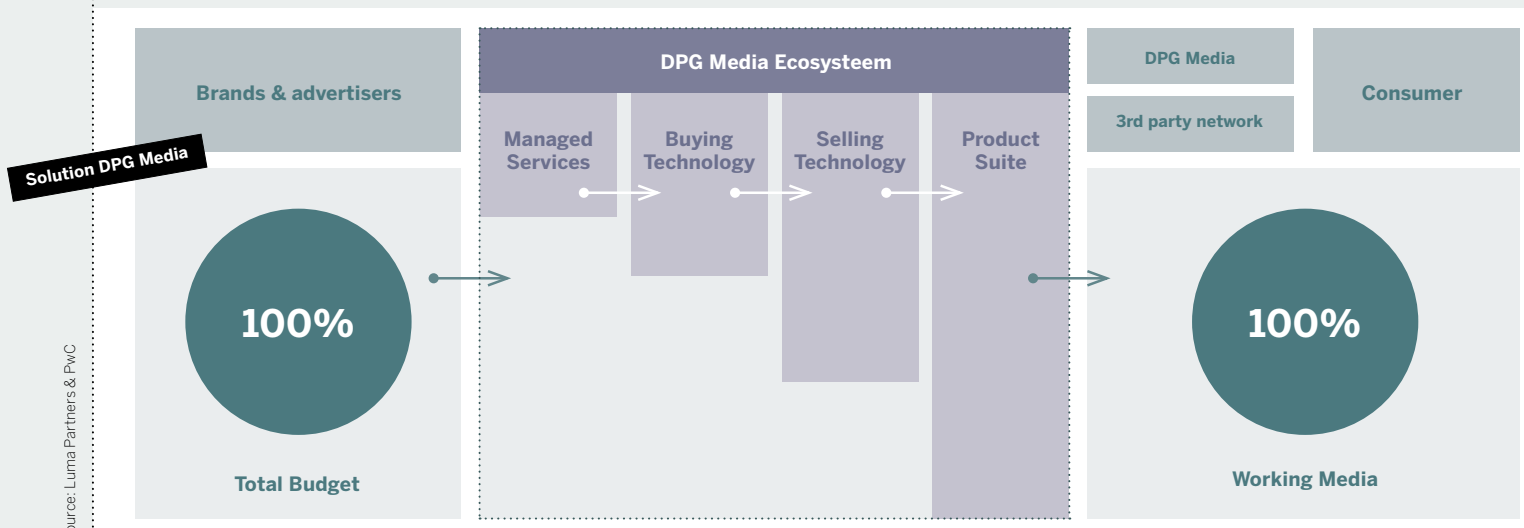 Brands & advertisers
Solution DPG Media
100%
Total Budget
DPG Media Ecosysteem
Managed
Services
Buying
Technology
Selling
Technology
Product
Suite
DPG Media
3rd party network
Consumer
100%
Working Media
Luma Partners & PwC